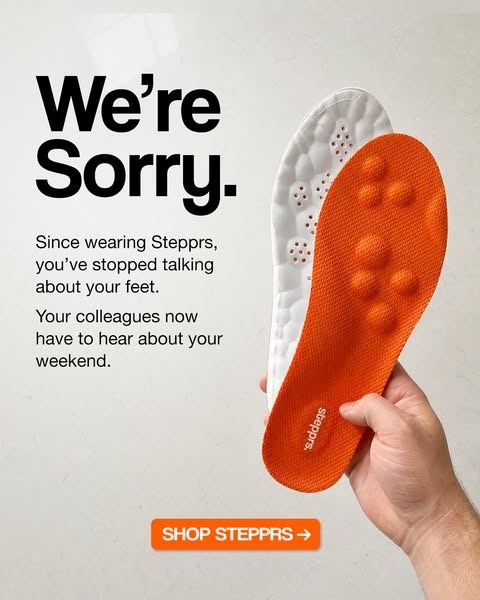 We’re
Sorry.
Since wearing Stepprs,
you’ve stopped talking
about your feet.
Your colleagues now
have to hear about your
weekend.
stepprs.
SHOP STEPPRS →